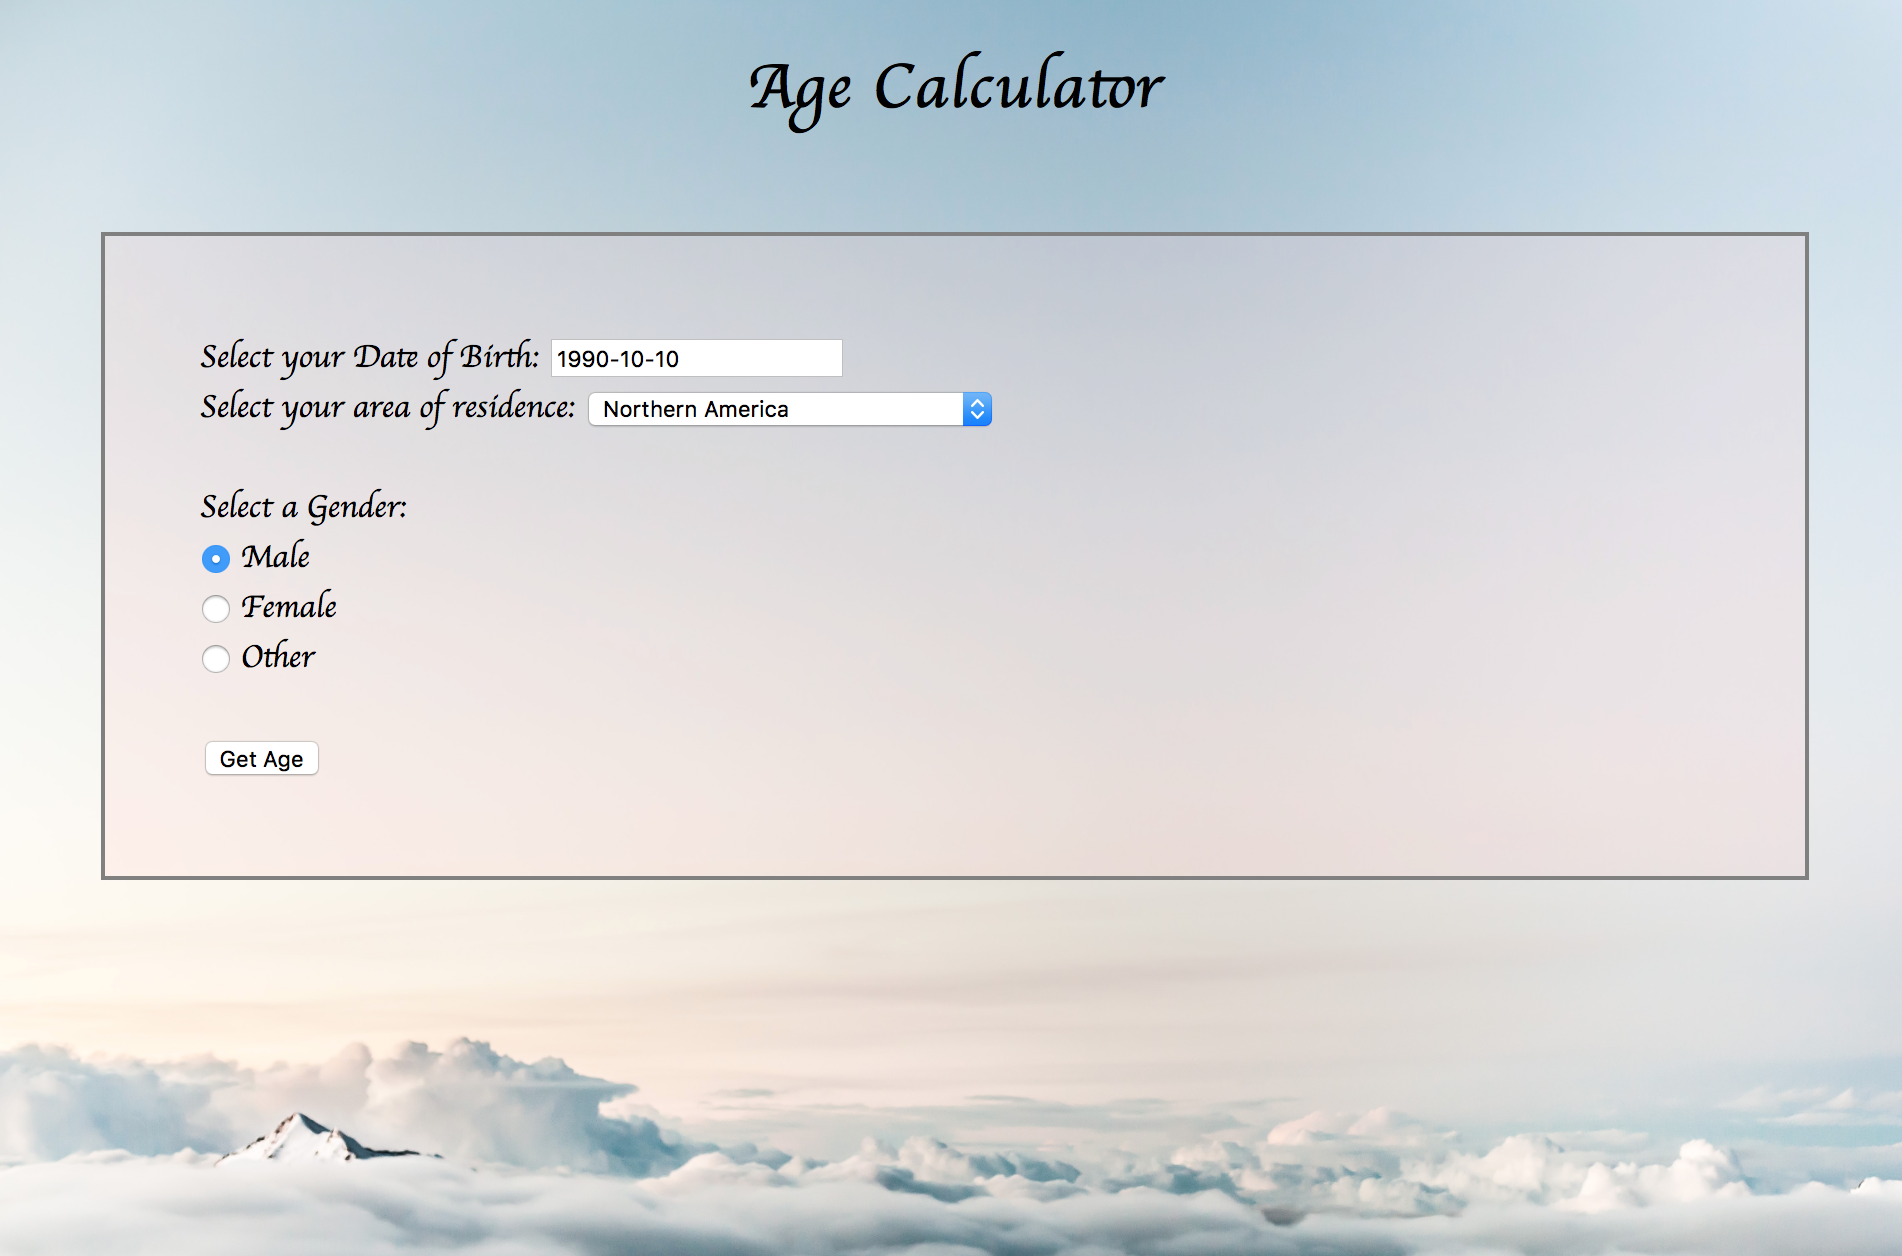 Age Calculator
Select your Date of Birth: 1990-10-10
Select your area of residence: Northern America
Select a Gender:
Male
Female
Other
Get Age